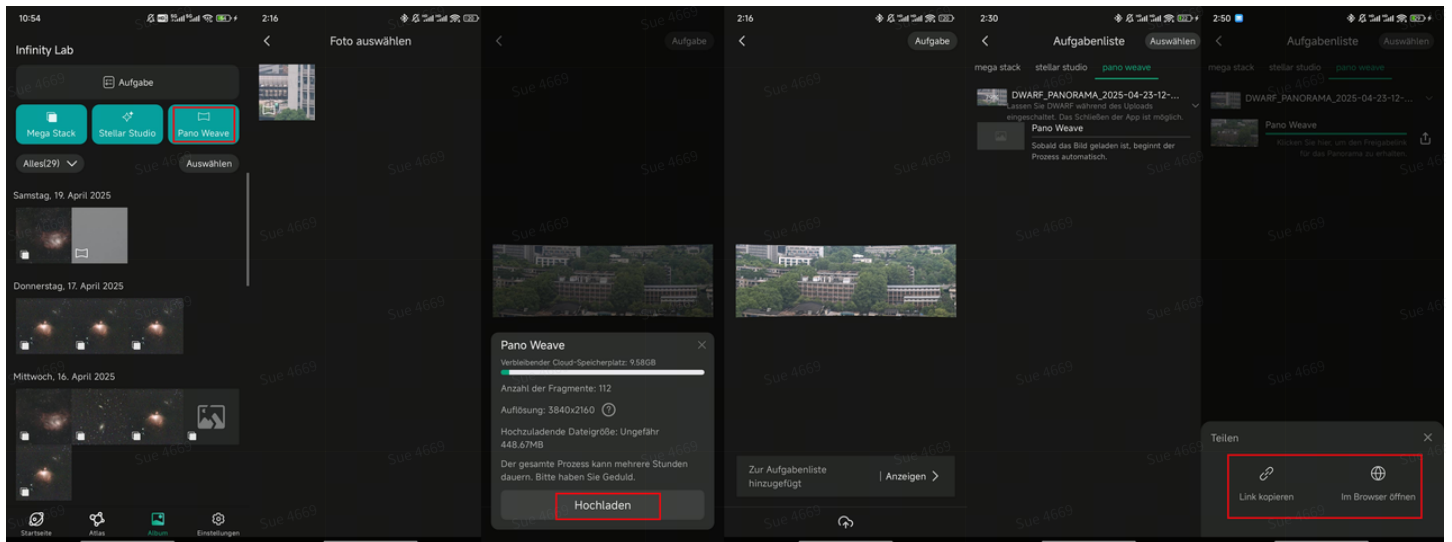 10:54
Infinity Lab
Aufgabe
Mega Stack
Stellar Studio
Pano Weave
Alles(29)
Auswählen
Samstag, 19. April 2025
Donnerstag, 17. April 2025
Mittwoch, 16. April 2025
Startseite
Atlas
Album
Einstellungen
2:16
Foto auswählen
Aufgabe
Pano Weave
Verbleibender Cloud-Speicherplatz: 9.58GB
Anzahl der Fragmente: 112
Auflösung: 3840x2160
Hochzuladende Dateigröße: Ungefähr
448.67MB
Der gesamte Prozess kann mehrere Stunden
dauern. Bitte haben Sie Geduld.
Hochladen
2:16
Aufgabe
Zur Aufgabenliste
hinzugefügt
| Anzeigen
2:30
Aufgabenliste
Auswählen
mega stack
stellar studio
pano weave
DWARF_PANORAMA_2025-04-23-12-...
Lassen Sie DWARF während des Uploads
eingeschaltet. Das Schließen der App ist möglich.
Pano Weave
Sobald das Bild geladen ist, beginnt der
Prozess automatisch.
2:50
Aufgabenliste
Auswählen
mega stack
stellar studio
pano weave
DWARF_PANORAMA_2025-04-23-12-...
Pano Weave
Klicken Sie hier, um den Freigabelink
für das Panorama zu erhalten.
Teilen
Link kopieren
Im Browser öffnen
Sue 4669